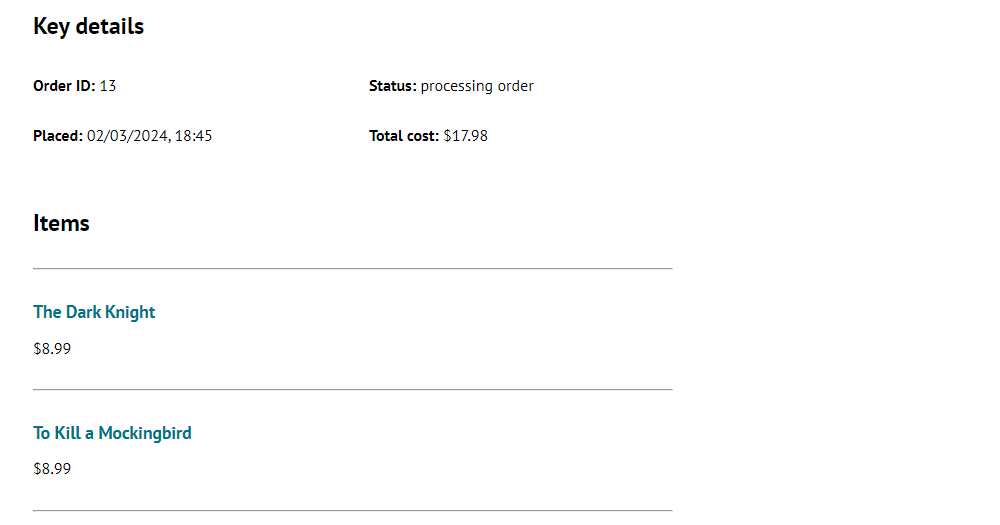 Key details
Order ID: 13 Status: processing order
Placed: 02/03/2024, 18:45 Total cost: $17.98
Items
The Dark Knight
$8.99
To Kill a Mockingbird
$8.99